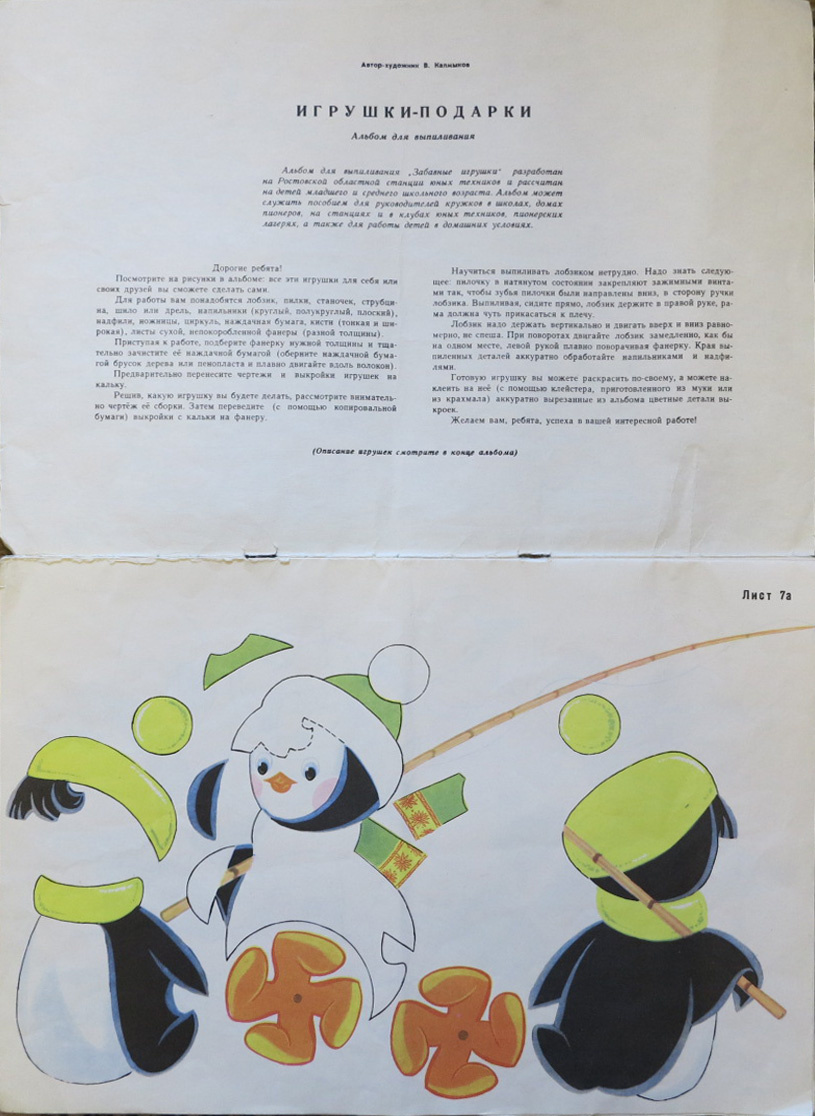 Автор-художник В. Калмыков
ИГРУШКИ-ПОДАРКИ
Альбом для выпиливания
Альбом для выпиливания „Забавные игрушки“ разработан
на Ростовской областной станции юных техников и рассчитан
на детей младшего и среднего школьного возраста. Альбом может
служить пособием для руководителей кружков в школах, домах
пионеров, на станциях и в клубах юных техников, пионерских
лагерях, а также для работы детей в домашних условиях.
Дорогие ребята!
Посмотрите на рисунки в альбоме: все эти игрушки для себя или
своих друзей вы сможете сделать сами.
Для работы вам понадобятся лобзик, пилки, станочек, струбци-
на, шило или дрель, напильники (круглый, полукруглый, плоский),
надфили, ножницы, циркуль, наждачная бумага, кисти (тонкая и ши-
рокая), листы сухой, непокоробленной фанеры (разной толщины).
Приступая к работе, подберите фанерку нужной толщины и тща-
тельно зачистите её наждачной бумагой (оберните наждачной бума-
гой брусок дерева или пенопласта и плавно двигайте вдоль волокон).
Предварительно перенесите чертежи и выкройки игрушек на
кальку.
Решив, какую игрушку вы будете делать, рассмотрите вниматель-
но чертёж её сборки. Затем переведите (с помощью копировальной
бумаги) выкройки с кальки на фанеру.
Научиться выпиливать лобзиком нетрудно. Надо знать следую-
щее: пилочку в натянутом состоянии закрепляют зажимными винта-
ми так, чтобы зубья пилочки были направлены вниз, в сторону ручки
лобзика. Выпиливая, сидите прямо, лобзик держите в правой руке, ра-
ма должна чуть прикасаться к плечу.
Лобзик надо держать вертикально и двигать вверх и вниз равно-
мерно, не спеша. При поворотах двигайте лобзик замедленно, как бы
на одном месте, левой рукой плавно поворачивая фанерку. Края вы-
пиленных деталей аккуратно обработайте напильниками и надфи-
лями.
Готовую игрушку вы можете раскрасить по-своему, а можете на-
клеить на неё (с помощью клейстера, приготовленного из муки или
из крахмала) аккуратно вырезанные из альбома цветные детали вы-
кроек.
Желаем вам, ребята, успеха в вашей интересной работе!
(Описание игрушек смотрите в конце альбома)
Лист 7а